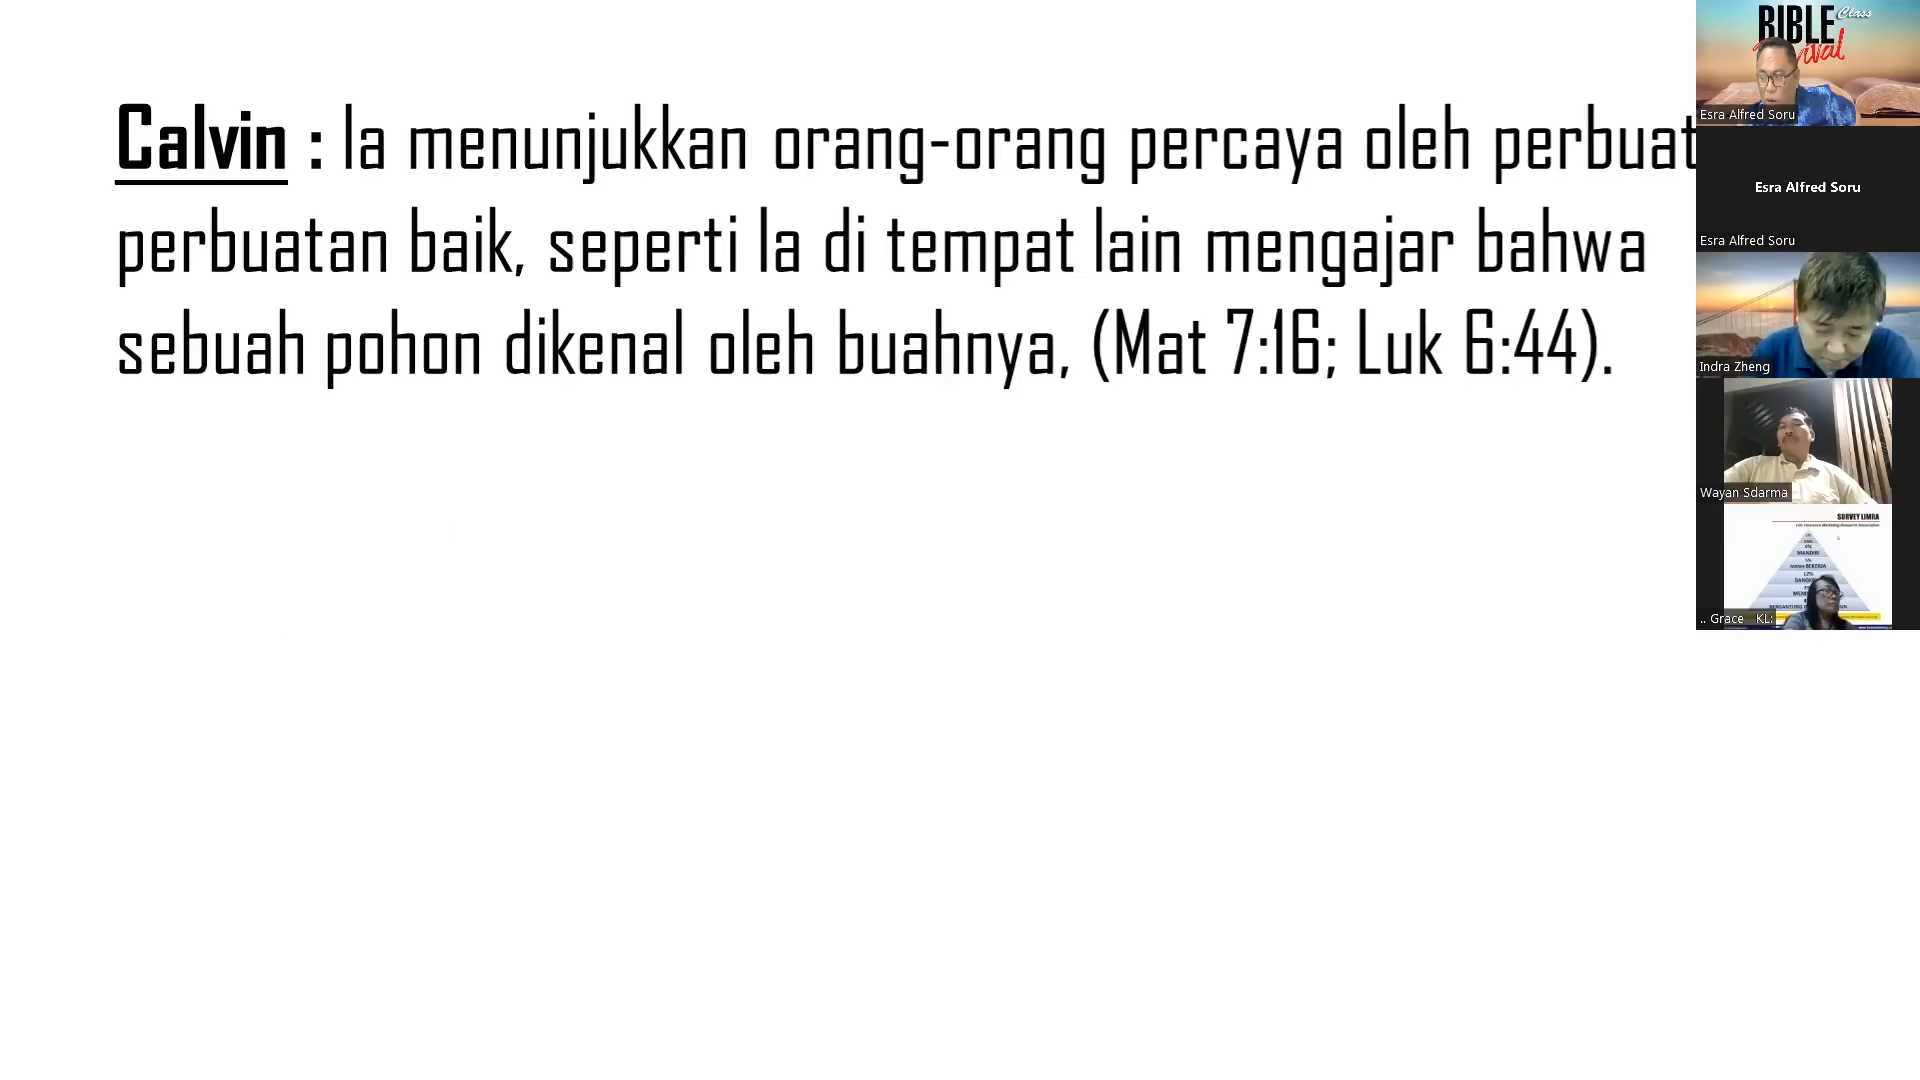 Calvin : Ia menunjukkan orang-orang percaya oleh perbuat
perbuatan baik, seperti Ia di tempat lain mengajar bahwa
sebuah pohon dikenal oleh buahnya, (Mat 7:16; Luk 6:44).
BIBLE Class
Esra Alfred Soru
Esra Alfred Soru
Esra Alfred Soru
Indra Zheng
Wayan Sdarma
SURVEY LIMRA
MANDIRI
BEKERJA
.. Grace KL: